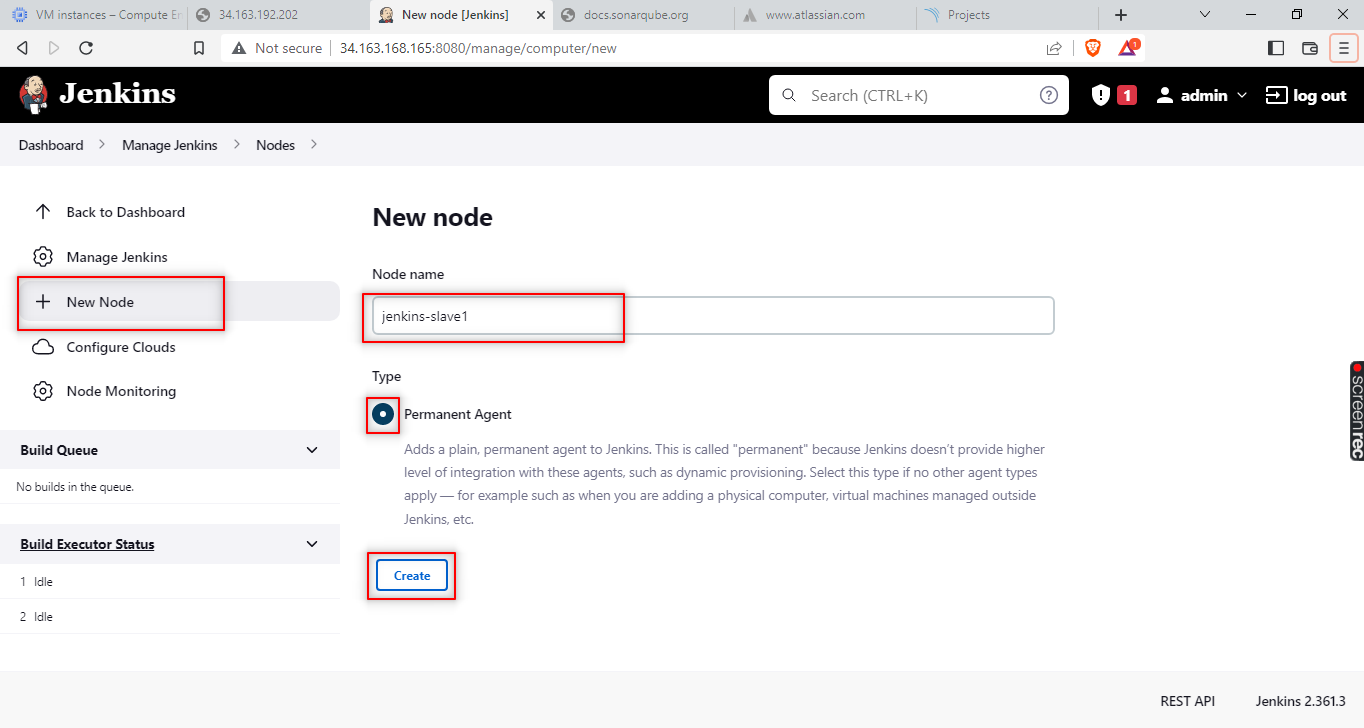 VM instances – Compute En
34.163.192.202
New node [Jenkins]
docs.sonarqube.org
www.atlassian.com
Projects
Not secure
34.163.168.165:8080/manage/computer/new
1
Jenkins
Search (CTRL+K)
?
1
admin
log out
Dashboard
Manage Jenkins
Nodes
Back to Dashboard
Manage Jenkins
New Node
Configure Clouds
Node Monitoring
Build Queue
No builds in the queue.
Build Executor Status
1 Idle
2 Idle
New node
Node name
jenkins-slave1
Type
Permanent Agent
Adds a plain, permanent agent to Jenkins. This is called "permanent" because Jenkins doesn’t provide higher
level of integration with these agents, such as dynamic provisioning. Select this type if no other agent types
apply — for example such as when you are adding a physical computer, virtual machines managed outside
Jenkins, etc.
Create
screenrec
REST API
Jenkins 2.361.3